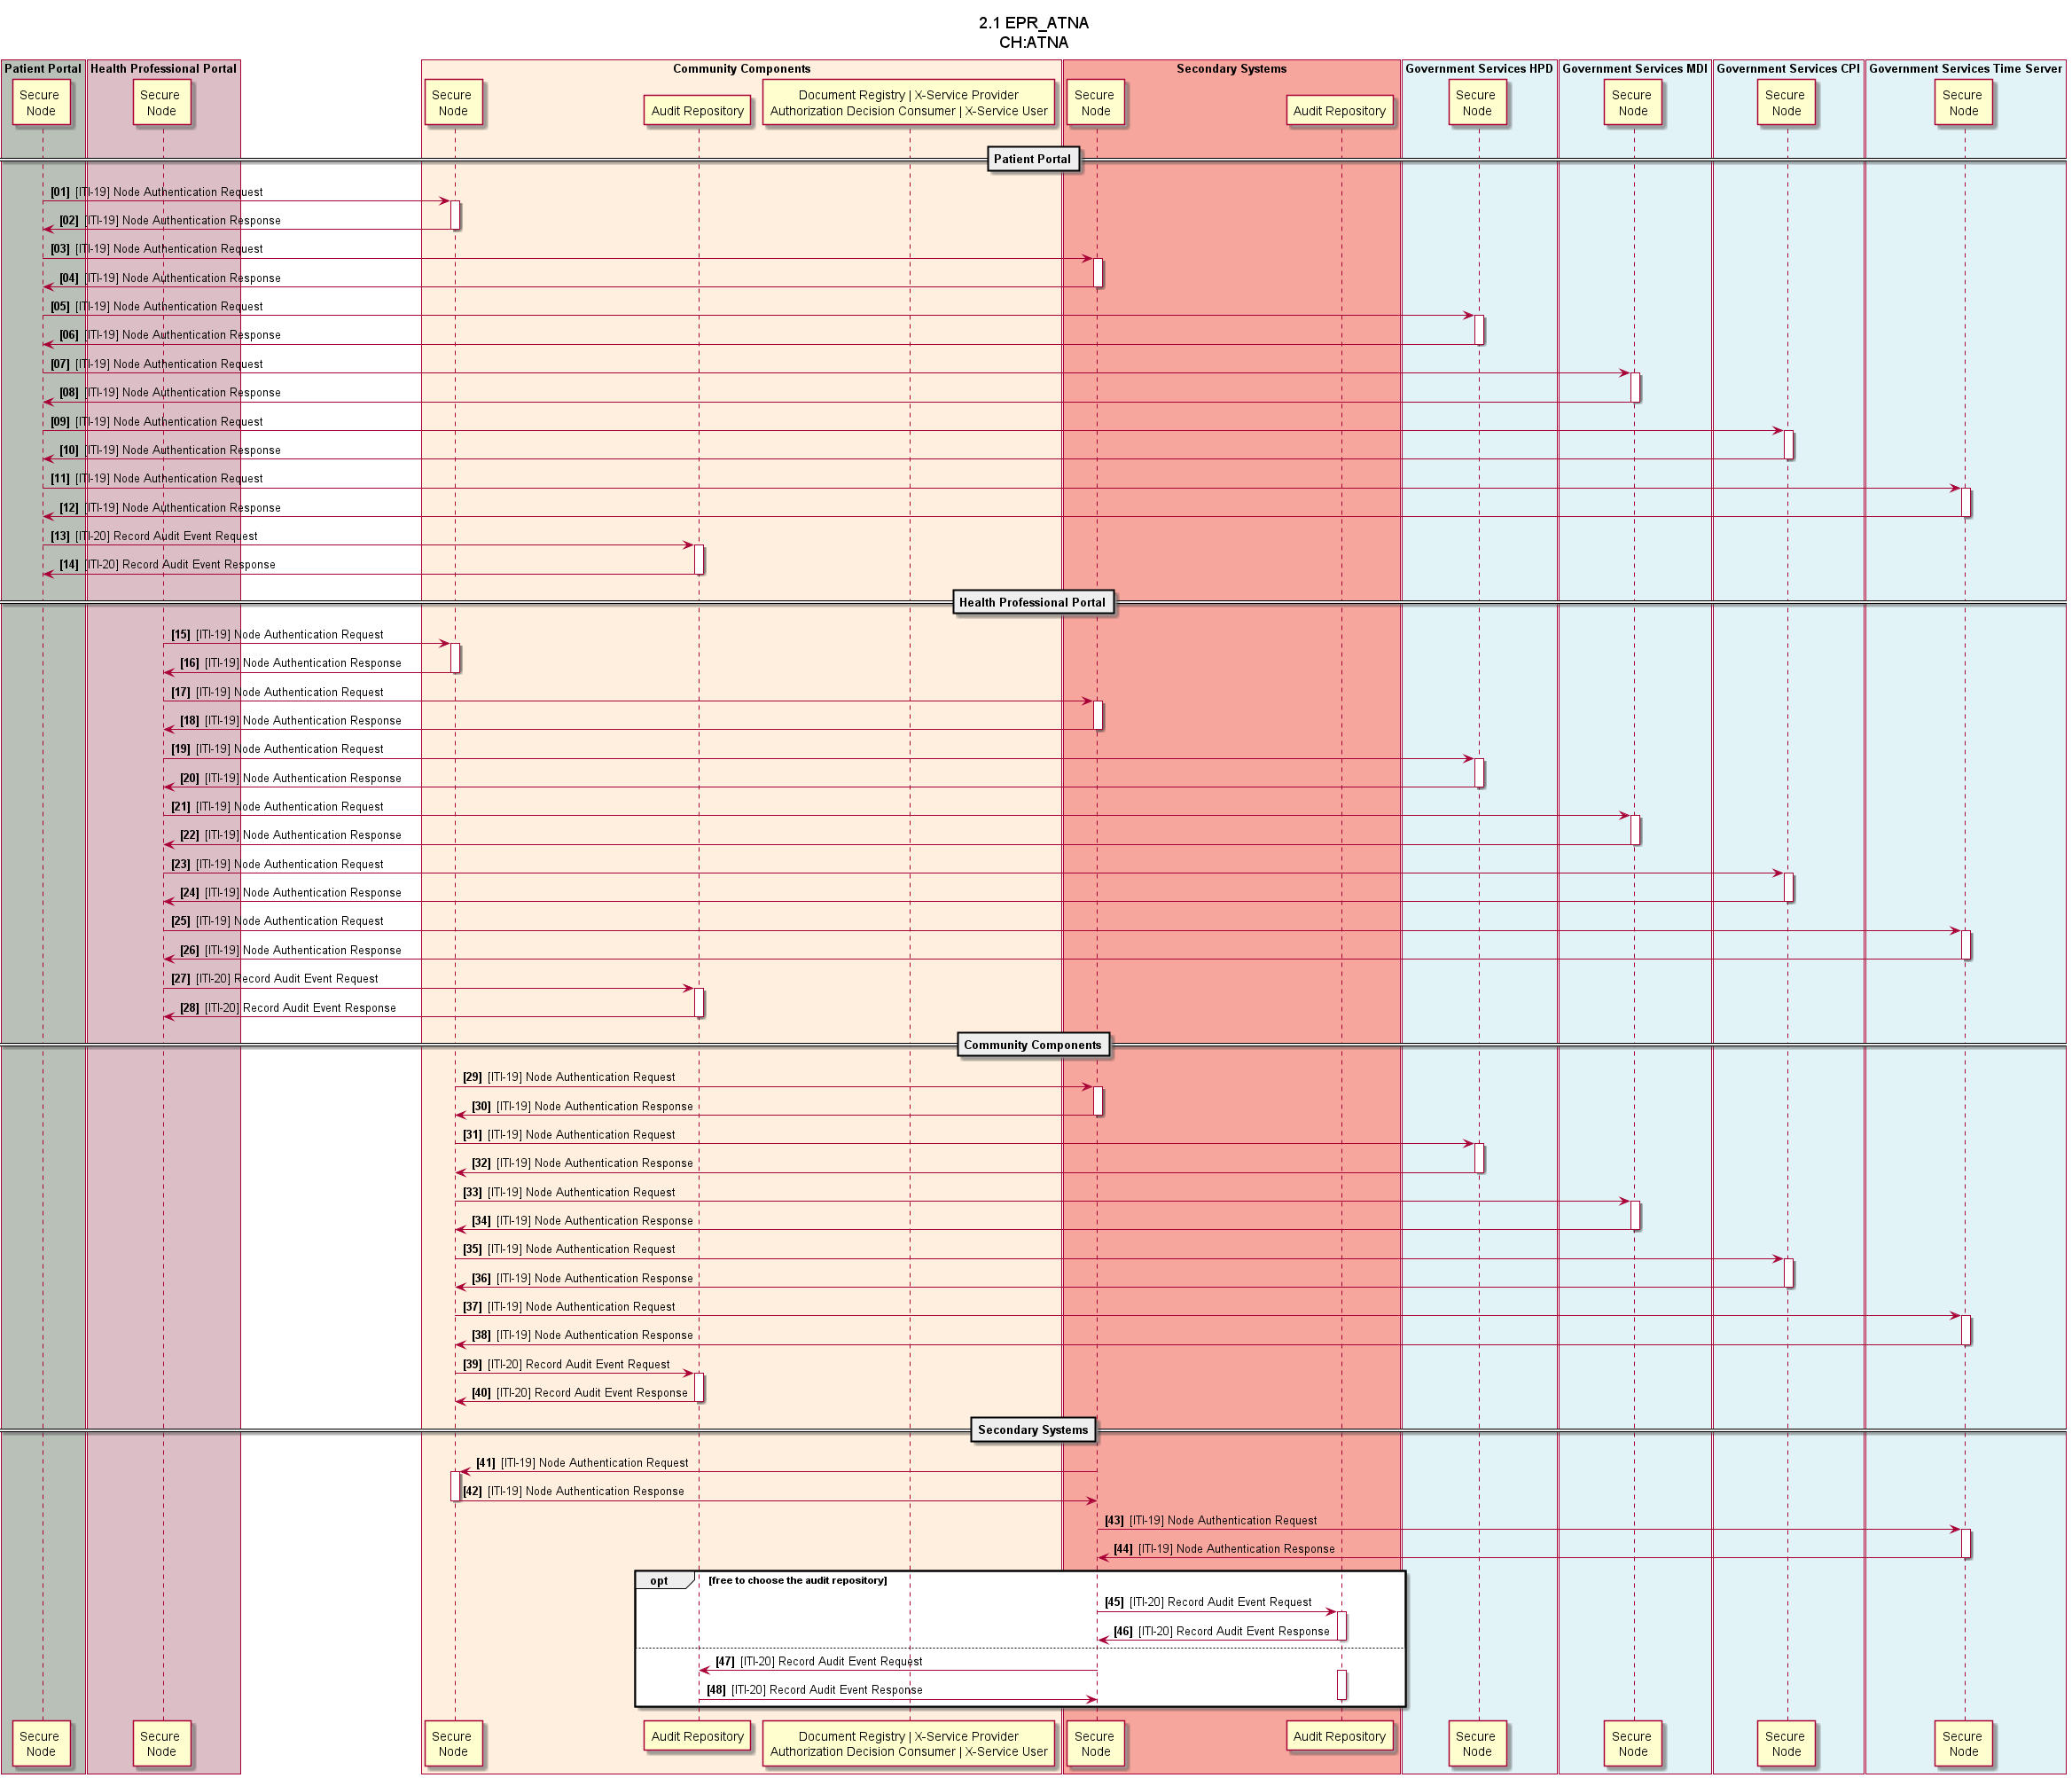 2.1 EPR_ATNA
CH:ATNA
Patient Portal
Health Professional Portal
Community Components
Secondary Systems
Government Services HPD
Government Services MDI
Government Services CPI
Government Services Time Server
Secure
Node
Secure
Node
Secure
Node
Audit Repository
Document Registry | X-Service Provider
Authorization Decision Consumer | X-Service User
Secure
Node
Audit Repository
Secure
Node
Secure
Node
Secure
Node
Secure
Node
Patient Portal
[01] [ITI-19] Node Authentication Request
[02] [ITI-19] Node Authentication Response
[03] [ITI-19] Node Authentication Request
[04] [ITI-19] Node Authentication Response
[05] [ITI-19] Node Authentication Request
[06] [ITI-19] Node Authentication Response
[07] [ITI-19] Node Authentication Request
[08] [ITI-19] Node Authentication Response
[09] [ITI-19] Node Authentication Request
[10] [ITI-19] Node Authentication Response
[11] [ITI-19] Node Authentication Request
[12] [ITI-19] Node Authentication Response
[13] [ITI-20] Record Audit Event Request
[14] [ITI-20] Record Audit Event Response
Health Professional Portal
[15] [ITI-19] Node Authentication Request
[16] [ITI-19] Node Authentication Response
[17] [ITI-19] Node Authentication Request
[18] [ITI-19] Node Authentication Response
[19] [ITI-19] Node Authentication Request
[20] [ITI-19] Node Authentication Response
[21] [ITI-19] Node Authentication Request
[22] [ITI-19] Node Authentication Response
[23] [ITI-19] Node Authentication Request
[24] [ITI-19] Node Authentication Response
[25] [ITI-19] Node Authentication Request
[26] [ITI-19] Node Authentication Response
[27] [ITI-20] Record Audit Event Request
[28] [ITI-20] Record Audit Event Response
Community Components
[29] [ITI-19] Node Authentication Request
[30] [ITI-19] Node Authentication Response
[31] [ITI-19] Node Authentication Request
[32] [ITI-19] Node Authentication Response
[33] [ITI-19] Node Authentication Request
[34] [ITI-19] Node Authentication Response
[35] [ITI-19] Node Authentication Request
[36] [ITI-19] Node Authentication Response
[37] [ITI-19] Node Authentication Request
[38] [ITI-19] Node Authentication Response
[39] [ITI-20] Record Audit Event Request
[40] [ITI-20] Record Audit Event Response
Secondary Systems
[41] [ITI-19] Node Authentication Request
[42] [ITI-19] Node Authentication Response
[43] [ITI-19] Node Authentication Request
[44] [ITI-19] Node Authentication Response
opt [free to choose the audit repository]
[45] [ITI-20] Record Audit Event Request
[46] [ITI-20] Record Audit Event Response
[47] [ITI-20] Record Audit Event Request
[48] [ITI-20] Record Audit Event Response
Secure
Node
Secure
Node
Secure
Node
Audit Repository
Document Registry | X-Service Provider
Authorization Decision Consumer | X-Service User
Secure
Node
Audit Repository
Secure
Node
Secure
Node
Secure
Node
Secure
Node